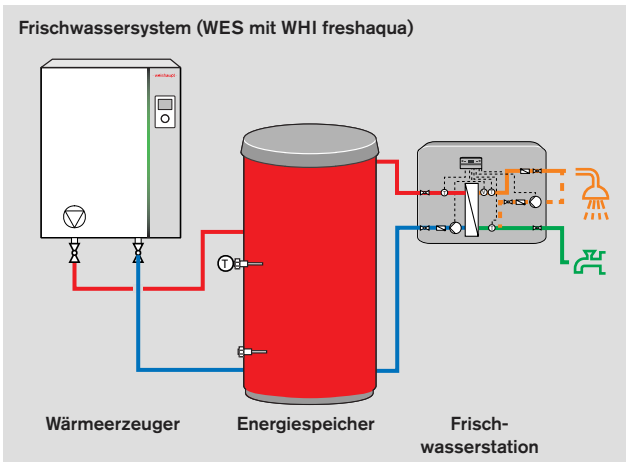 Frischwassersystem (WES mit WHI freshaqua)
weishaupt
T
Wärmeerzeuger
Energiespeicher
Frisch-
wasserstation